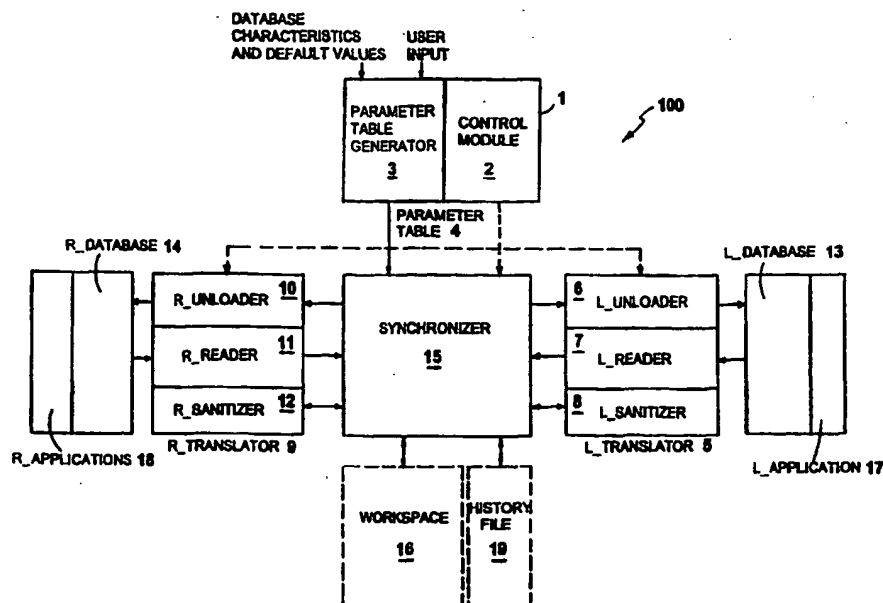 DATABASE
CHARACTERISTICS
AND DEFAULT VALUES
USER
INPUT
1
100
PARAMETER
TABLE
GENERATOR
3
CONTROL
MODULE
2
PARAMETER
TABLE 4
R_DATABASE 14
L_DATABASE 13
R_UNLOADER 10
R_READER 11
R_SANITIZER 12
R_TRANSLATOR 9
R_APPLICATIONS 18
SYNCHRONIZER
15
6 L_UNLOADER
7 L_READER
8 L_SANITIZER
L_TRANSLATOR 5
L_APPLICATION 17
WORKSPACE
16
HISTORY
FILE
19